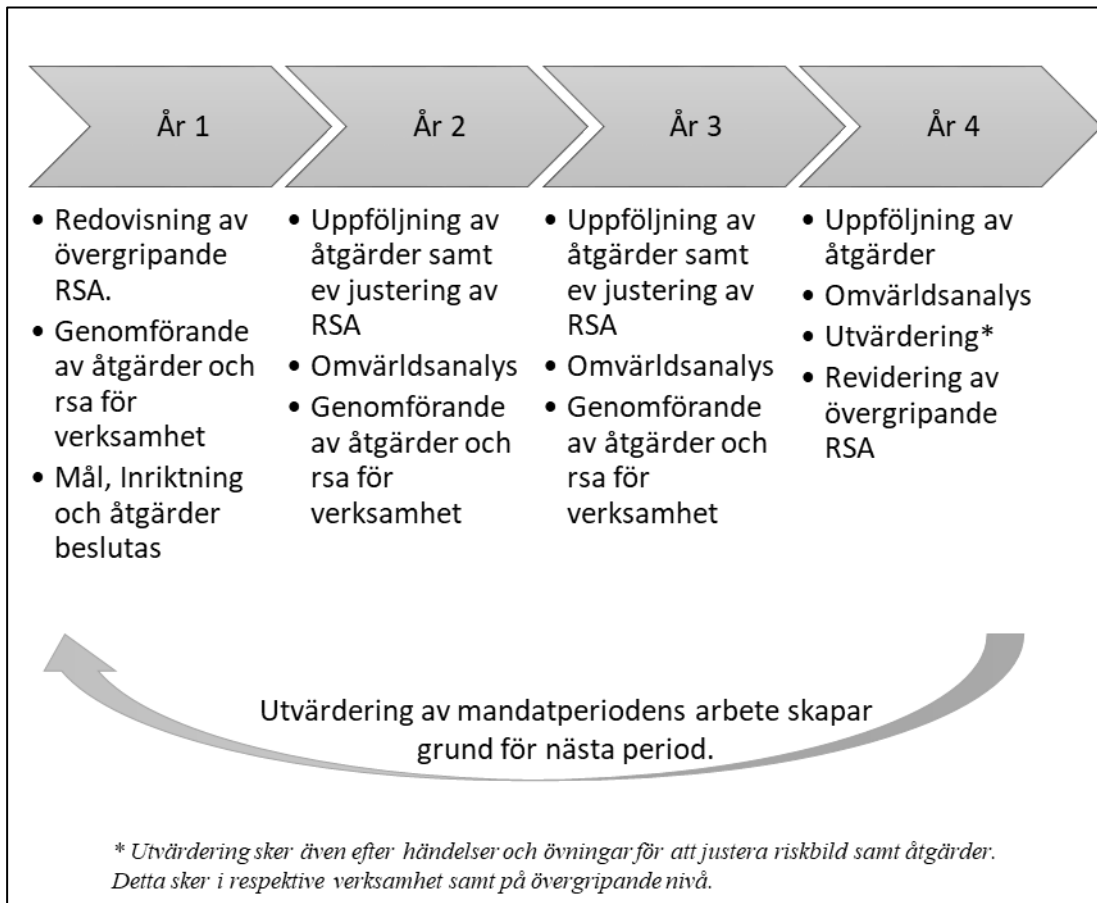 År 1
År 2
År 3
År 4
• Redovisning av
övergripande
RSA.
• Genomförande
av åtgärder och
rsa för
verksamhet
• Mål, Inriktning
och åtgärder
beslutas
• Uppföljning av
åtgärder samt
ev justering av
RSA
• Omvärldsanalys
• Genomförande
av åtgärder och
rsa för
verksamhet
• Uppföljning av
åtgärder samt
ev justering av
RSA
• Omvärldsanalys
• Genomförande
av åtgärder och
rsa för
verksamhet
• Uppföljning av
åtgärder
• Omvärldsanalys
• Utvärdering*
• Revidering av
övergripande
RSA
Utvärdering av mandatperiodens arbete skapar
grund för nästa period.
* Utvärdering sker även efter händelser och övningar för att justera riskbild samt åtgärder.
Detta sker i respektive verksamhet samt på övergripande nivå.